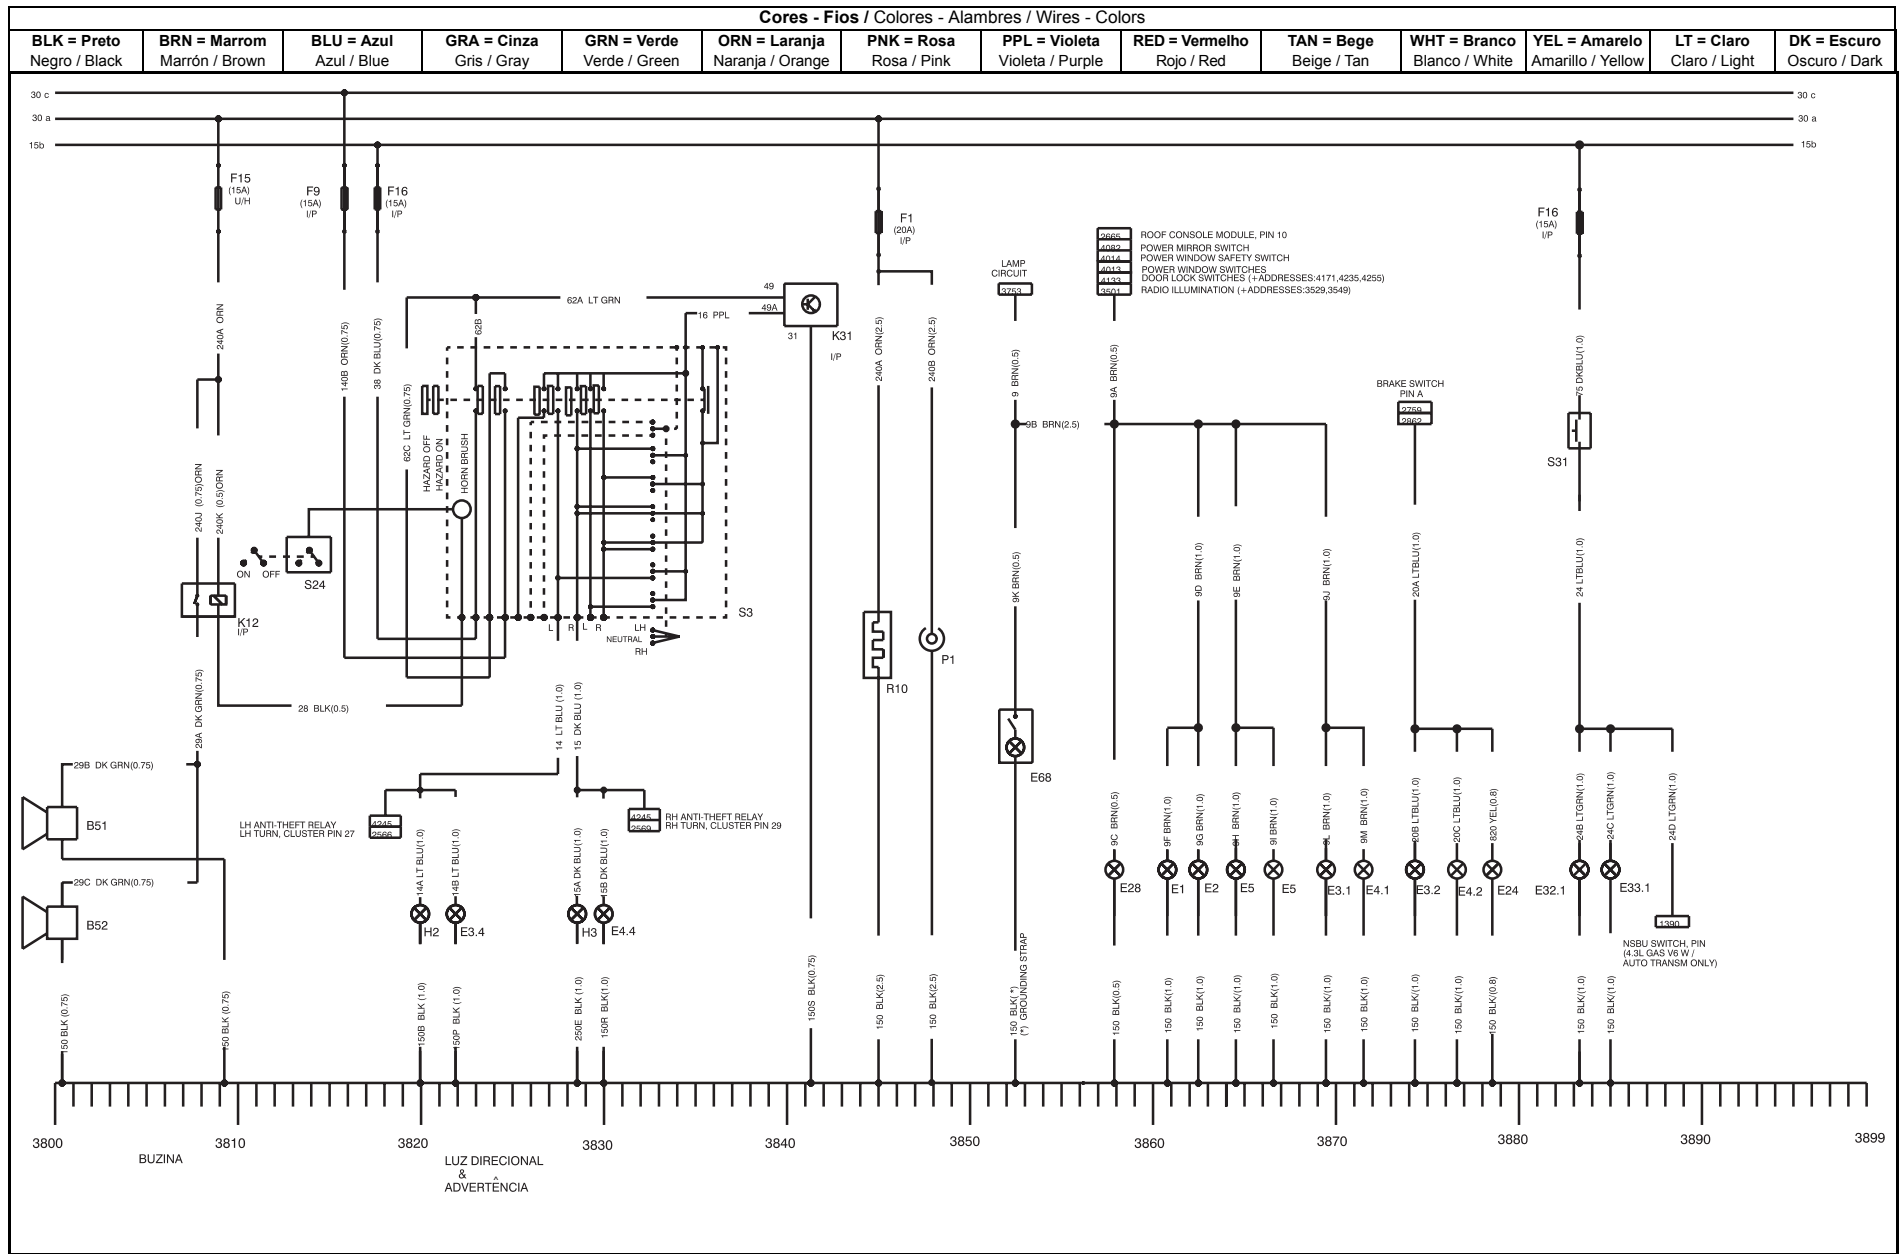 Cores - Fios / Colores - Alambres / Wires - Colors
BLK = Preto
Negro / Black
BRN = Marrom
Marrón / Brown
BLU = Azul
Azul / Blue
GRA = Cinza
Gris / Gray
GRN = Verde
Verde / Green
ORN = Laranja
Naranja / Orange
PNK = Rosa
Rosa / Pink
PPL = Violeta
Violeta / Purple
RED = Vermelho
Rojo / Red
TAN = Bege
Beige / Tan
WHT = Branco
Blanco / White
YEL = Amarelo
Amarillo / Yellow
LT = Claro
Claro / Light
DK = Escuro
Oscuro / Dark
30 c
30 c
30 a
30 a
15b
15b
F15
(15A)
U/H
F9
(15A)
I/P
F16
(15A)
I/P
F1
(20A)
I/P
F16
(15A)
I/P
LAMP
CIRCUIT
3753
2665
ROOF CONSOLE MODULE, PIN 10
4082
POWER MIRROR SWITCH
4014
POWER WINDOW SAFETY SWITCH
4013
POWER WINDOW SWITCHES
4133
DOOR LOCK SWITCHES (+ADDRESSES:4171,4235,4255)
3501
RADIO ILLUMINATION (+ADDRESSES:3529,3549)
240A ORN
140B ORN(0.75)
38 DK BLU(0.75)
62C LT GRN(0.75)
62A LT GRN
62B
16 PPL
49
49A
31
K31
I/P
240A ORN(2.5)
240B ORN(2.5)
9 BRN(0.5)
9A BRN(0.5)
9B BRN(2.5)
BRAKE SWITCH
PIN A
2759
2862
75 DKBLU(1.0)
S31
HAZARD OFF
HAZARD ON
HORN BRUSH
240J (0.75)ORN
240K (0.5)ORN
ON
OFF
S24
K12
I/P
S3
L
R
L
R
LH
NEUTRAL
RH
9K BRN(0.5)
9D BRN(1.0)
9E BRN(1.0)
9J BRN(1.0)
20A LTBLU(1.0)
24 LTBLU(1.0)
R10
P1
29A DK GRN(0.75)
28 BLK(0.5)
14 LT BLU (1.0)
15 DK BLU (1.0)
E68
29B DK GRN(0.75)
B51
LH ANTI-THEFT RELAY
LH TURN, CLUSTER PIN 27
4245
2566
4245
2569
RH ANTI-THEFT RELAY
RH TURN, CLUSTER PIN 29
14A LT BLU(1.0)
14B LT BLU(1.0)
15A DK BLU(1.0)
15B DK BLU(1.0)
9C BRN(0.5)
9F BRN(1.0)
9G BRN(1.0)
9H BRN(1.0)
9I BRN(1.0)
9L BRN(1.0)
9M BRN(1.0)
20B LTBLU(1.0)
20C LTBLU(1.0)
820 YEL(0.8)
24B LTGRN(1.0)
24C LTGRN(1.0)
24D LTGRN(1.0)
29C DK GRN(0.75)
B52
H2
E3.4
H3
E4.4
E28
E1
E2
E5
E5
E3.1
E4.1
E3.2
E4.2
E24
E32.1
E33.1
1390
NSBU SWITCH, PIN
(4.3L GAS V6 W /
AUTO TRANSM ONLY)
150 BLK (0.75)
150 BLK (0.75)
150B BLK (1.0)
150P BLK (1.0)
250E BLK (1.0)
150R BLK(1.0)
150S BLK(0.75)
150 BLK(2.5)
150 BLK(2.5)
150 BLK(*)
(*) GROUNDING STRAP
150 BLK(0.5)
150 BLK(1.0)
150 BLK(1.0)
150 BLK/(1.0)
150 BLK(1.0)
150 BLK/(1.0)
150 BLK(1.0)
150 BLK/(1.0)
150 BLK(1.0)
150 BLK/(0.8)
150 BLK/(1.0)
150 BLK/(1.0)
3800
3810
3820
3830
3840
3850
3860
3870
3880
3890
3899
BUZINA
LUZ DIRECIONAL
&
ADVERTÊNCIA